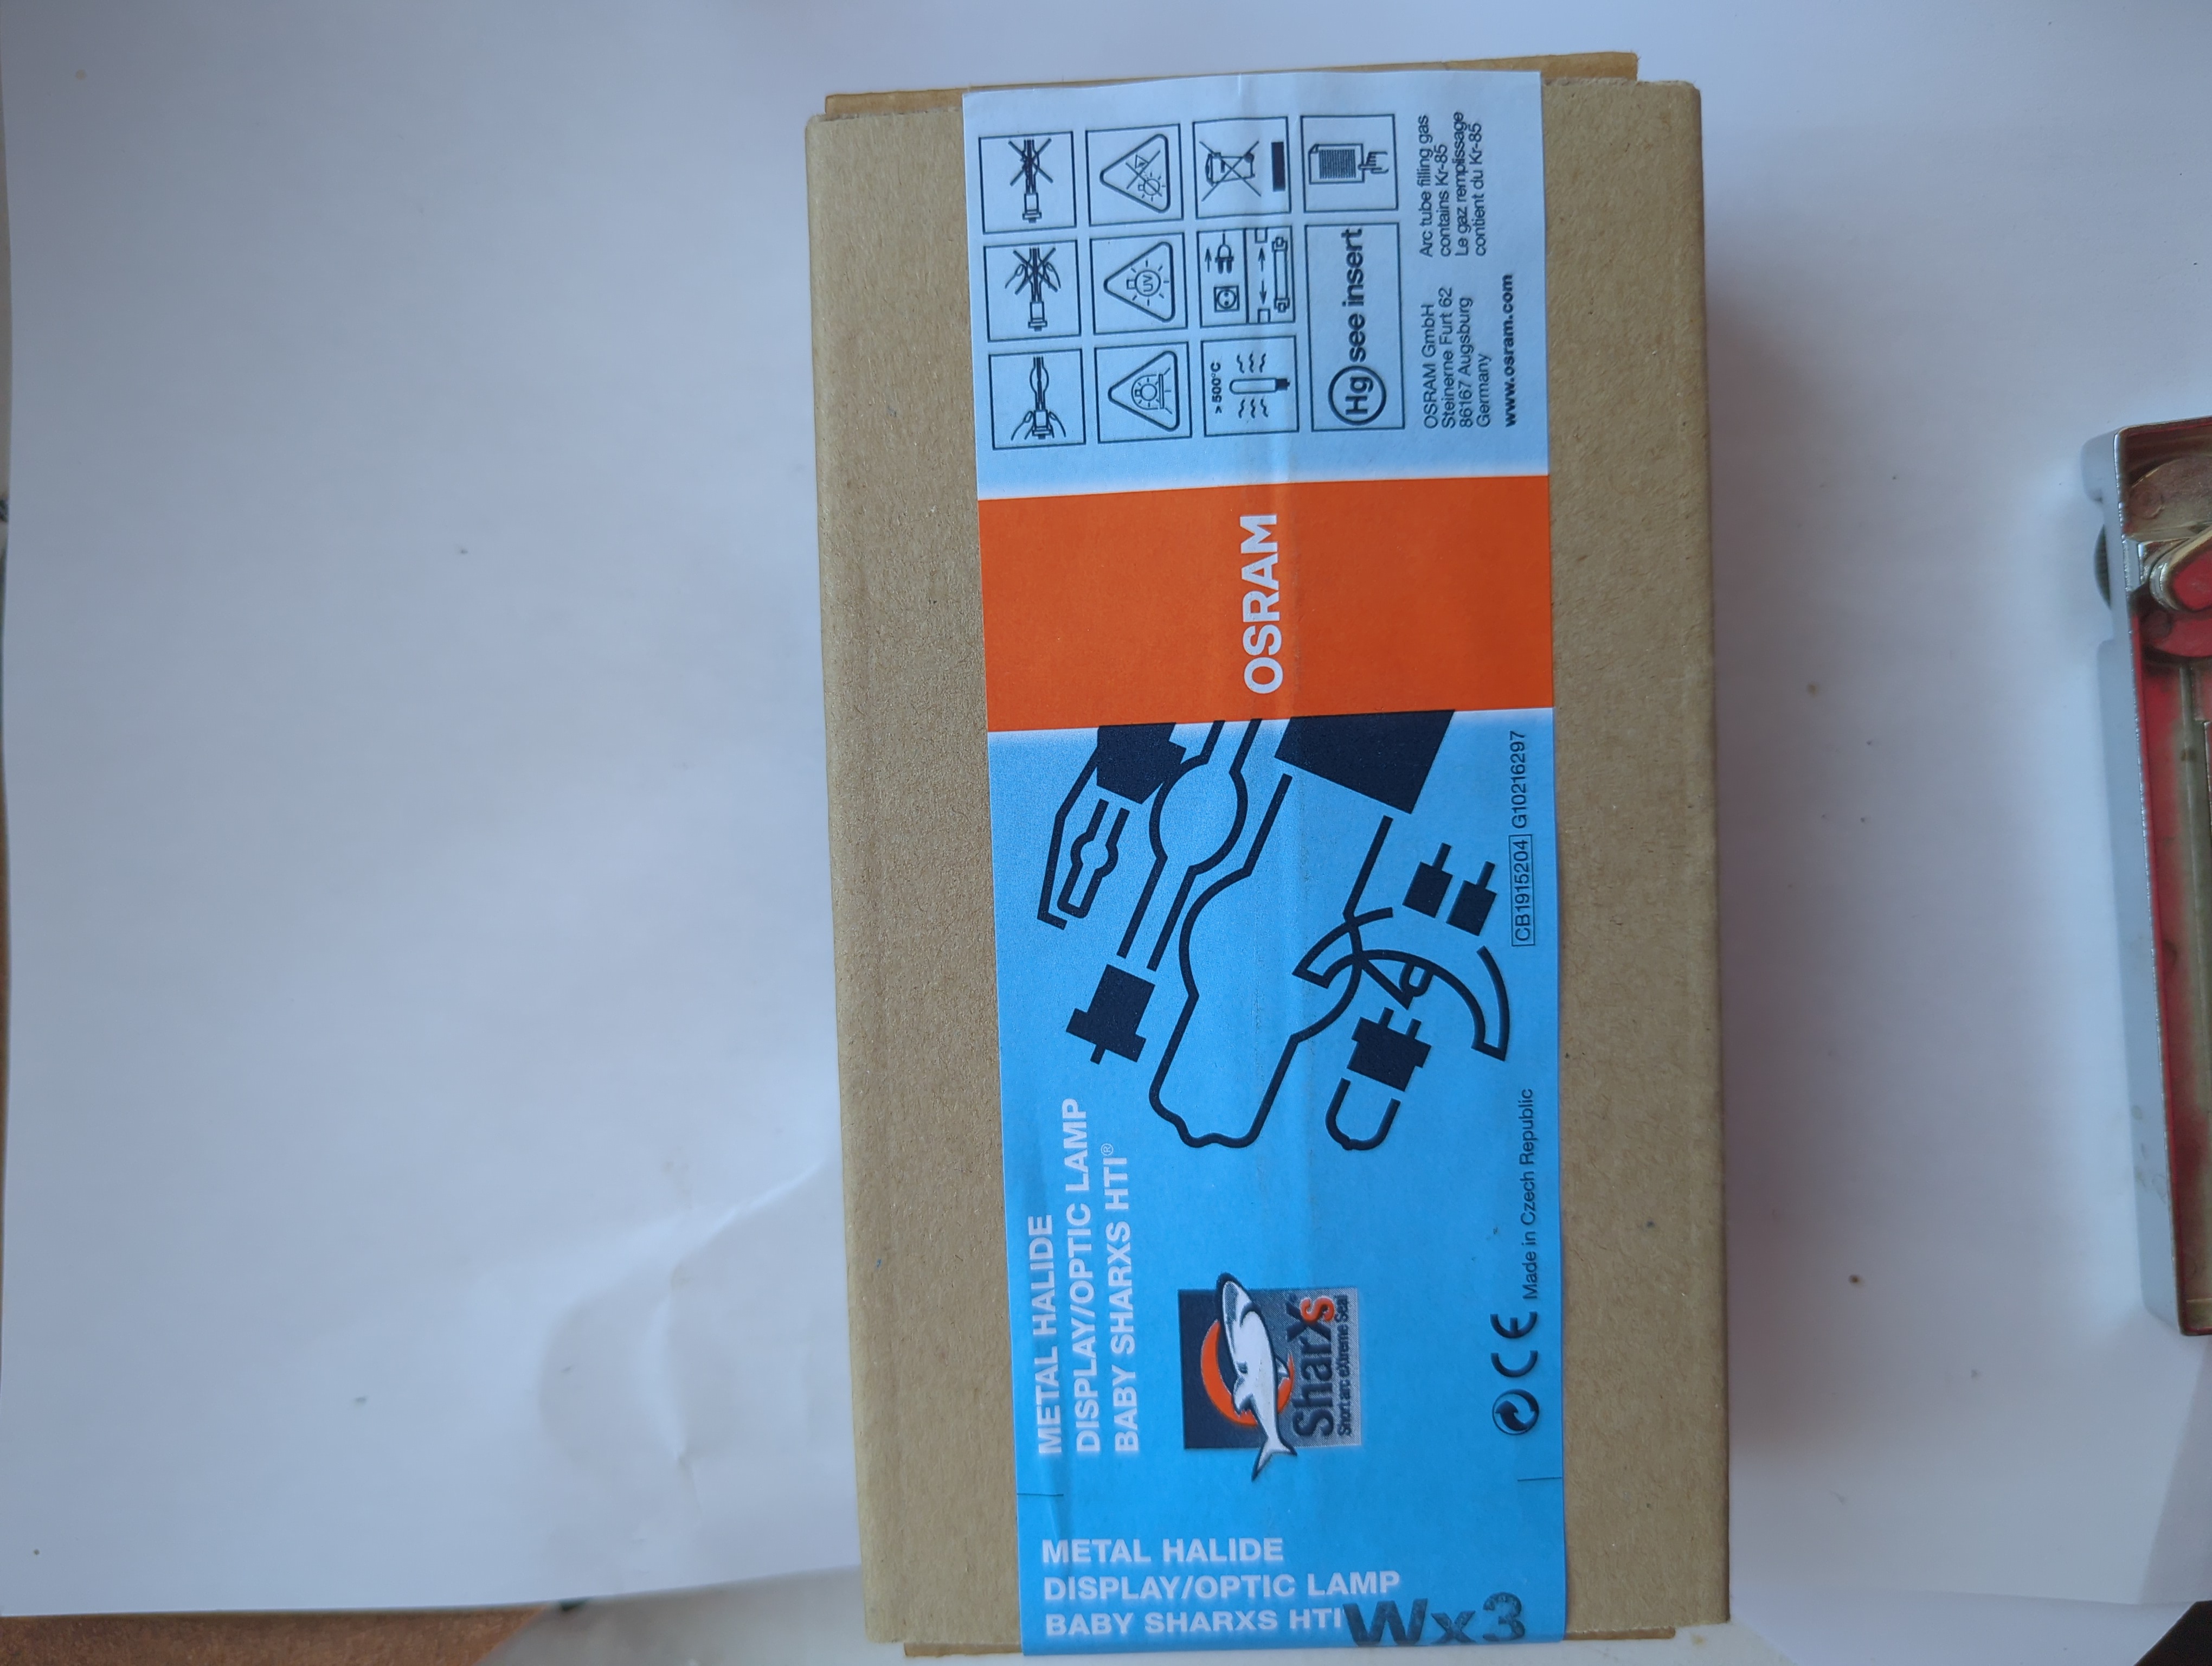 METAL HALIDE
DISPLAY/OPTIC LAMP
BABY SHARXS HTI®
SharXs
Short arc eXtreme Seal
CE
Made in Czech Republic
CB1915204 G10216297
OSRAM
> 500°C
UV
Hg see insert
OSRAM GmbH
Steinerne Furt 62
86167 Augsburg
Germany
www.osram.com
Arc tube filling gas
contains Kr-85
Le gaz remplissage
contient du Kr-85
METAL HALIDE
DISPLAY/OPTIC LAMP
BABY SHARXS HTI
Wx3